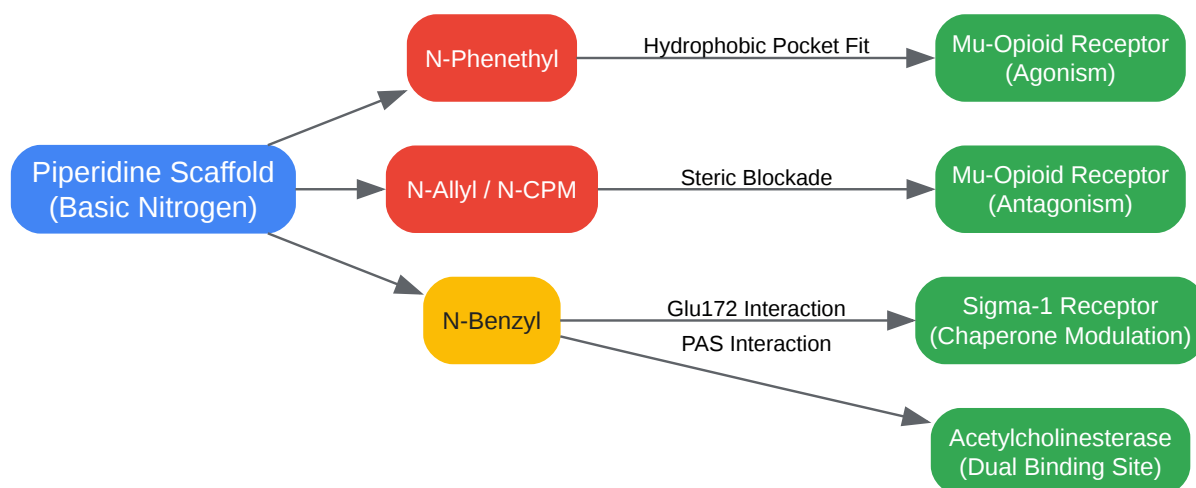 Piperidine Scaffold
(Basic Nitrogen)
N-Phenethyl
Hydrophobic Pocket Fit
Mu-Opioid Receptor
(Agonism)
N-Allyl / N-CPM
Steric Blockade
Mu-Opioid Receptor
(Antagonism)
N-Benzyl
Glu172 Interaction
Sigma-1 Receptor
(Chaperone Modulation)
PAS Interaction
Acetylcholinesterase
(Dual Binding Site)